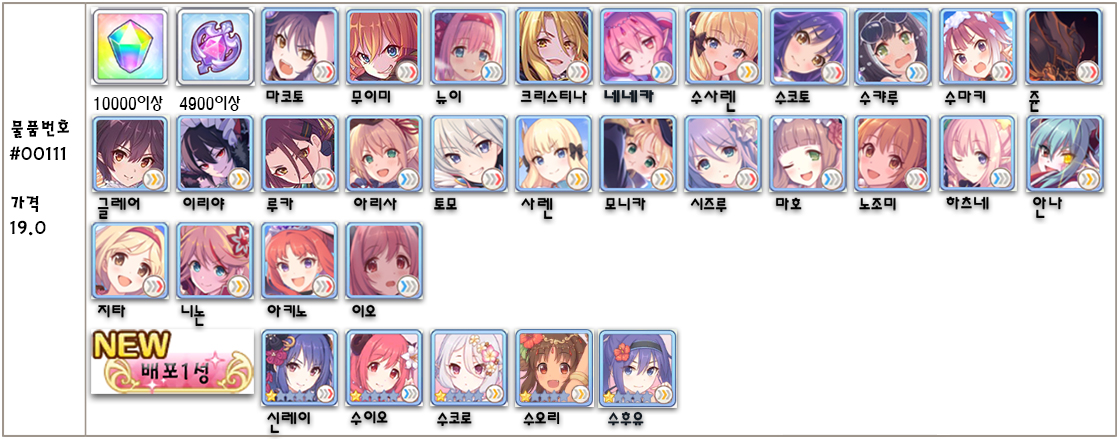 물품번호
#00111
가격
19.0
10000이상 4900이상 마코토 무이미 뉴이 크리스티나 네네카 수사렌 수코토 수캬루 수마키 쥰
글레어 이리야 루카 아리사 토모 사렌 모니카 시즈루 마호 노조미 하츠네 안나
지타 니논 아키노 이오
NEW
배포1성
신레이 수이오 수코로 수오리 수후유